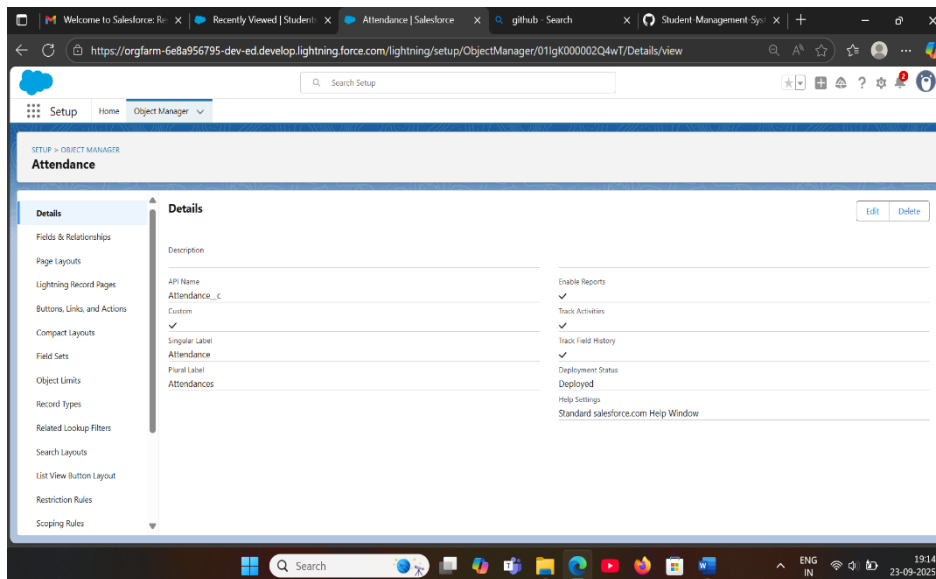 Welcome to Salesforce: Re
Recently Viewed | Students
Attendance | Salesforce
github - Search
Student-Management-Syst
https://orgfarm-6e8a956795-dev-ed.develop.lightning.force.com/lightning/setup/ObjectManager/01IgK000002Q4wT/Details/view
Search Setup
2
Setup
Home
Object Manager
SETUP > OBJECT MANAGER
Attendance
Details
Fields & Relationships
Page Layouts
Lightning Record Pages
Buttons, Links, and Actions
Compact Layouts
Field Sets
Object Limits
Record Types
Related Lookup Filters
Search Layouts
List View Button Layout
Restriction Rules
Scoping Rules
Details
Edit
Delete
Description
API Name
Attendance__c
Custom
Singular Label
Attendance
Plural Label
Attendances
Enable Reports
Track Activities
Track Field History
Deployment Status
Deployed
Help Settings
Standard salesforce.com Help Window
Search
ENG
IN
19:14
23-09-2025